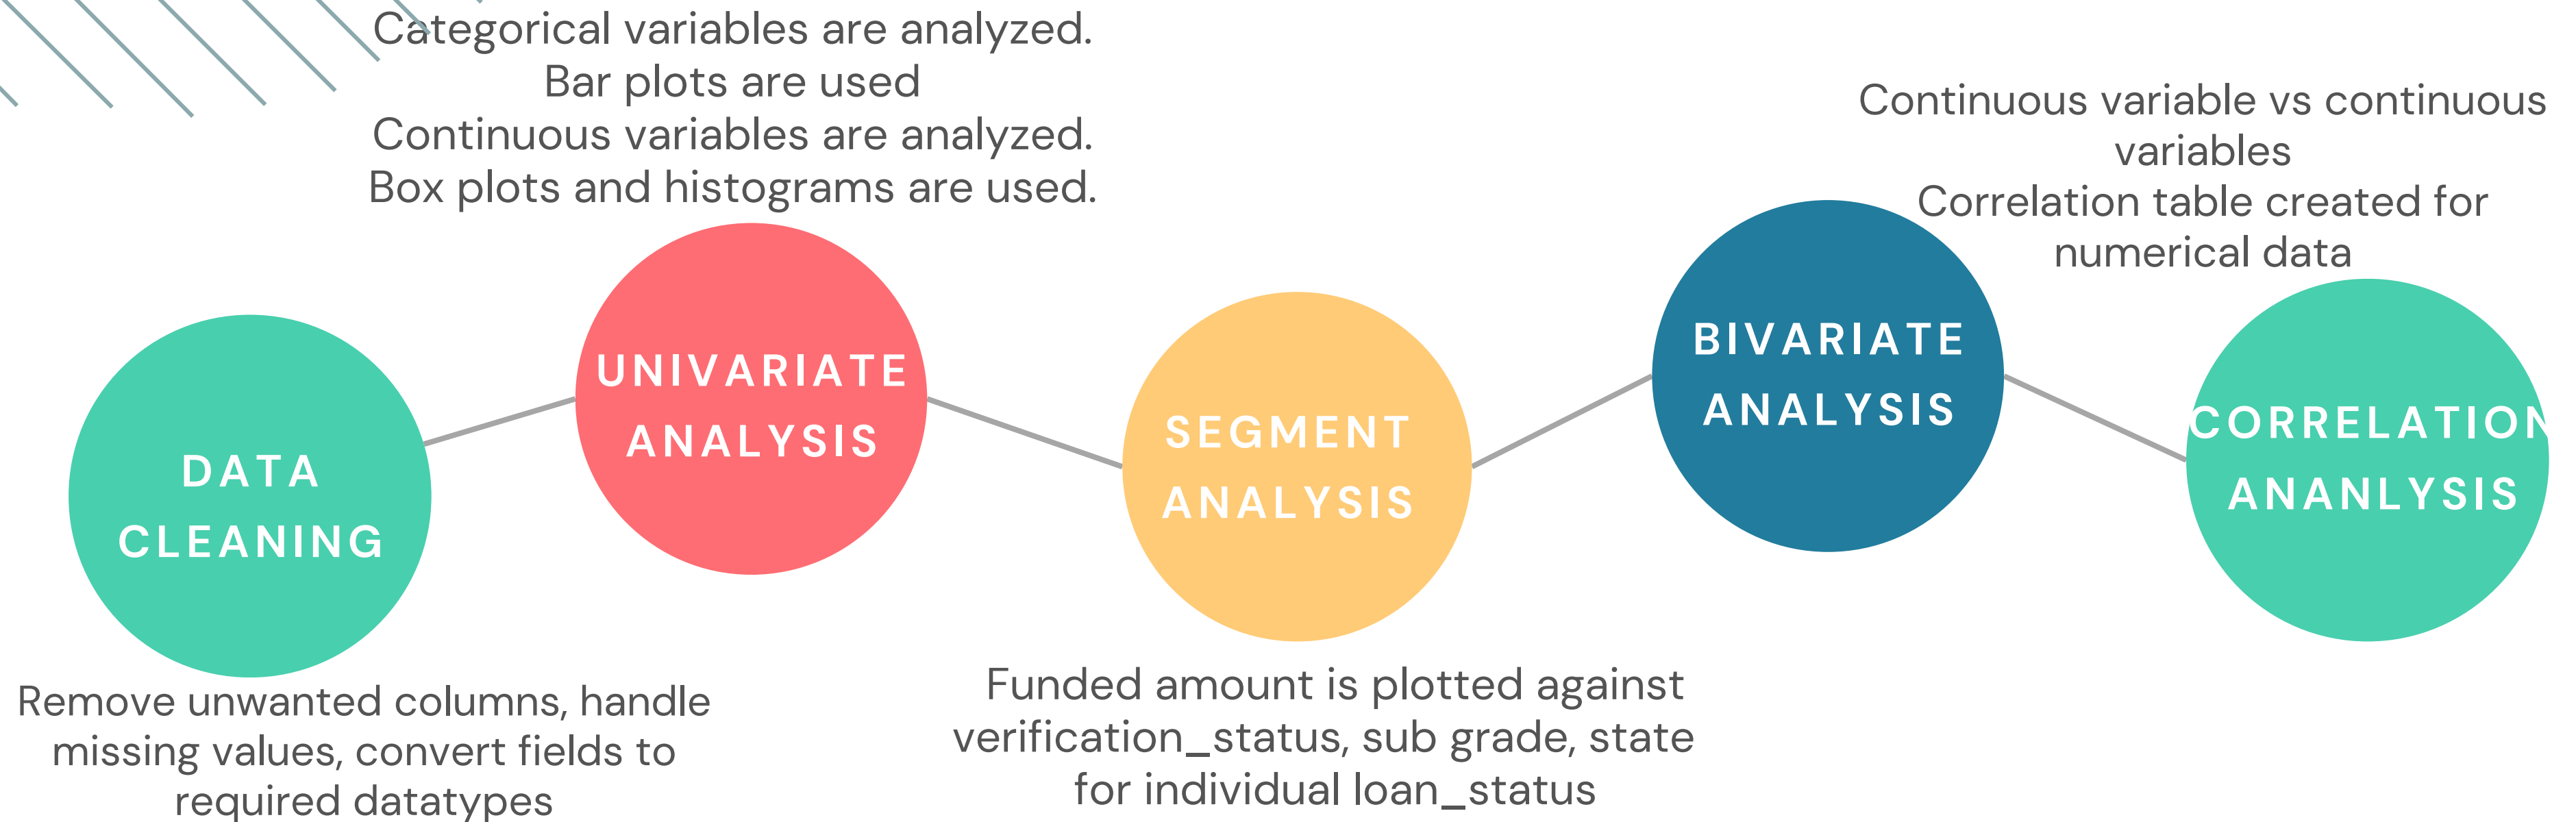 Categorical variables are analyzed.
Bar plots are used
Continuous variables are analyzed.
Box plots and histograms are used.
Continuous variable vs continuous
variables
Correlation table created for
numerical data
DATA
CLEANING
UNIVARIATE
ANALYSIS
SEGMENT
ANALYSIS
BIVARIATE
ANALYSIS
CORRELATION
ANANLYSIS
Remove unwanted columns, handle
missing values, convert fields to
required datatypes
Funded amount is plotted against
verification_status, sub grade, state
for individual loan_status